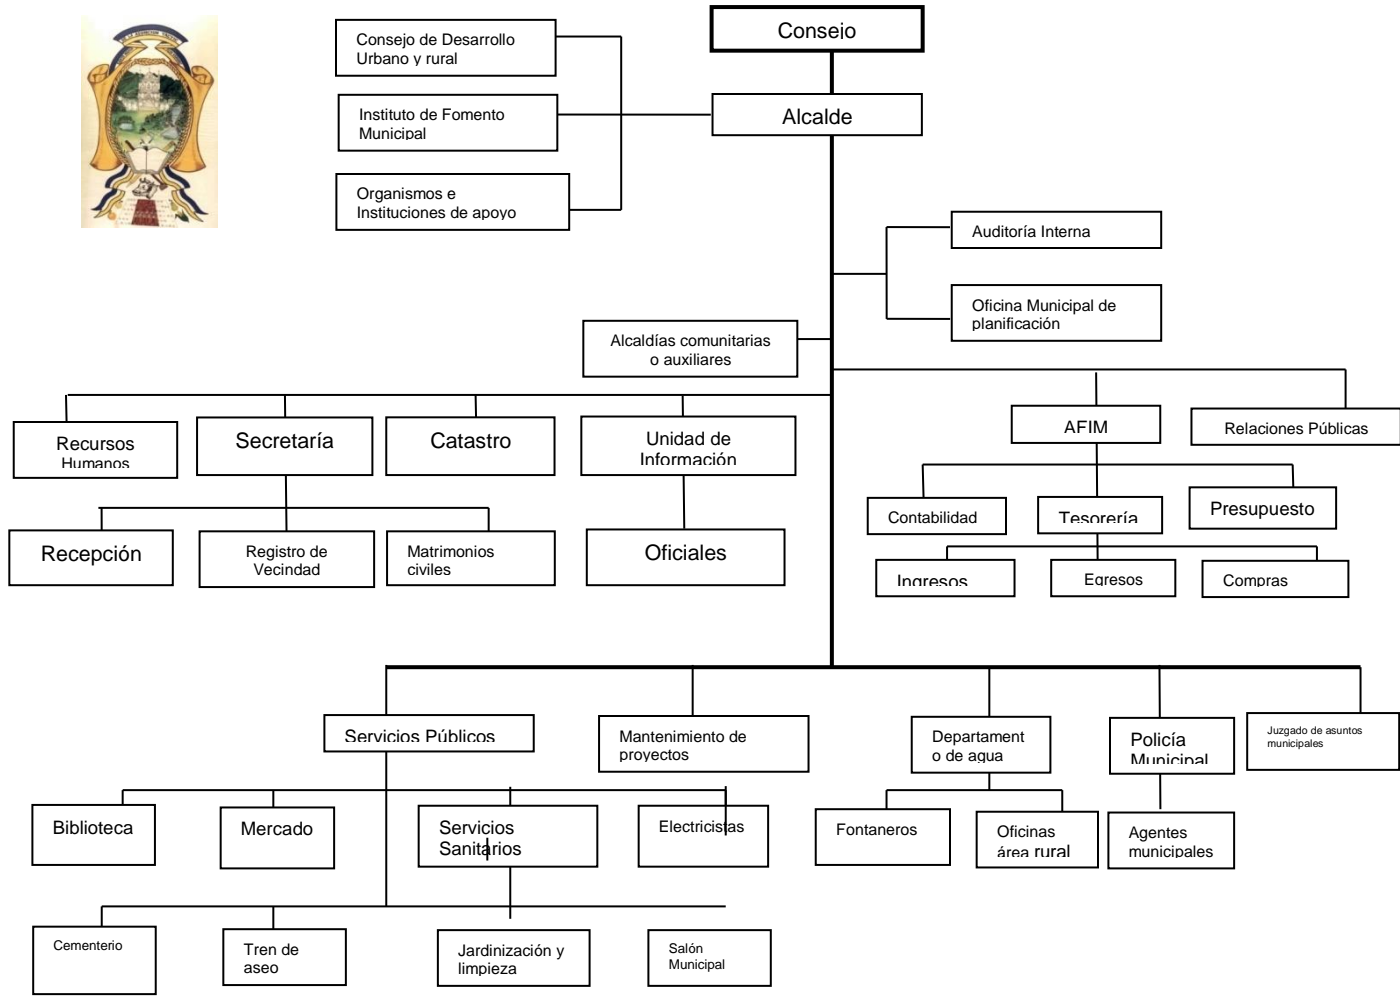 Consejo
Consejo de Desarrollo
Urbano y rural
Alcalde
Instituto de Fomento
Municipal
Organismos e
Instituciones de apoyo
Auditoría Interna
Oficina Municipal de
planificación
Alcaldías comunitarias
o auxiliares
Recursos
Humanos
Secretaría
Catastro
Unidad de
Información
AFIM
Relaciones Públicas
Contabilidad
Tesorería
Presupuesto
Recepción
Registro de
Vecindad
Matrimonios
civiles
Oficiales
Ingresos
Egresos
Compras
Servicios Públicos
Mantenimiento de
proyectos
Departament
o de agua
Policía
Municipal
Juzgado de asuntos
municipales
Biblioteca
Mercado
Servicios
Sanitarios
Electricistas
Fontaneros
Oficinas
área rural
Agentes
municipales
Cementerio
Tren de
aseo
Jardinización y
limpieza
Salón
Municipal